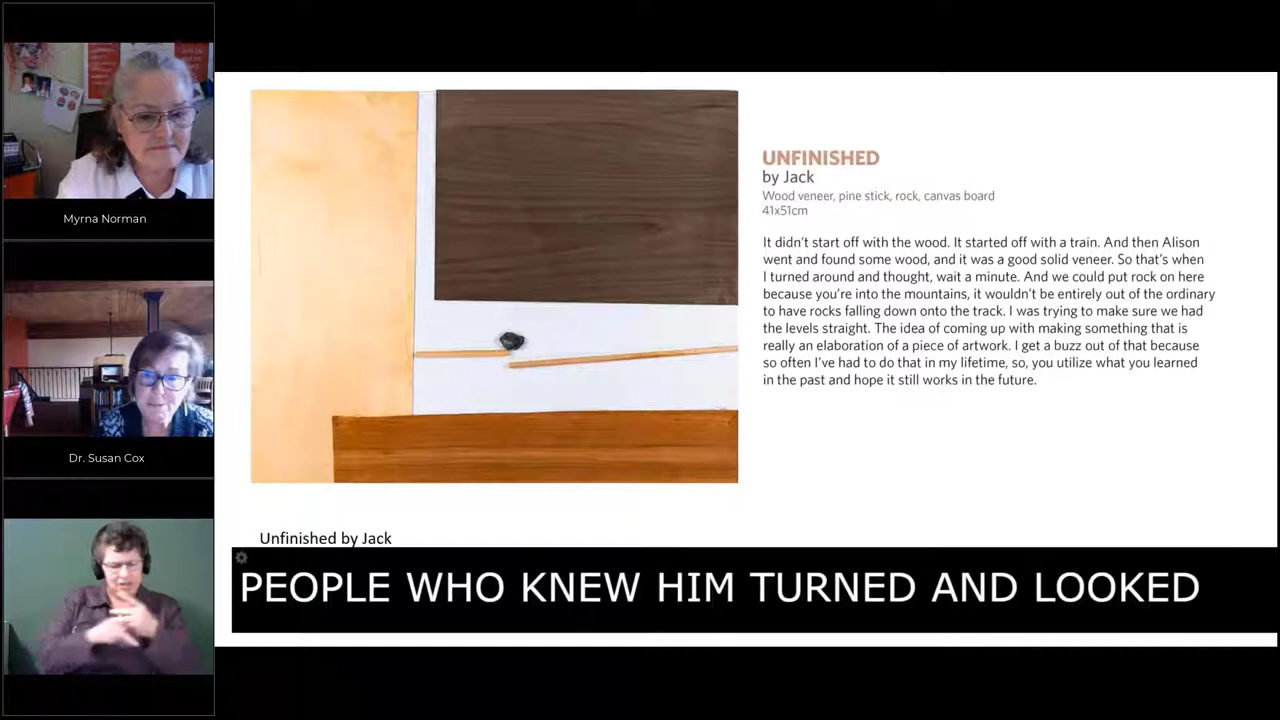 Myrna Norman
Dr. Susan Cox
UNFINISHED
by Jack
Wood veneer, pine stick, rock, canvas board
41x51cm
It didn't start off with the wood. It started off with a train. And then Alison
went and found some wood, and it was a good solid veneer. So that's when
I turned around and thought, wait a minute. And we could put rock on here
because you're into the mountains, it wouldn't be entirely out of the ordinary
to have rocks falling down onto the track. I was trying to make sure we had
the levels straight. The idea of coming up with making something that is
really an elaboration of a piece of artwork. I get a buzz out of that because
so often I've had to do that in my lifetime, so, you utilize what you learned
in the past and hope it still works in the future.
Unfinished by Jack
PEOPLE WHO KNEW HIM TURNED AND LOOKED